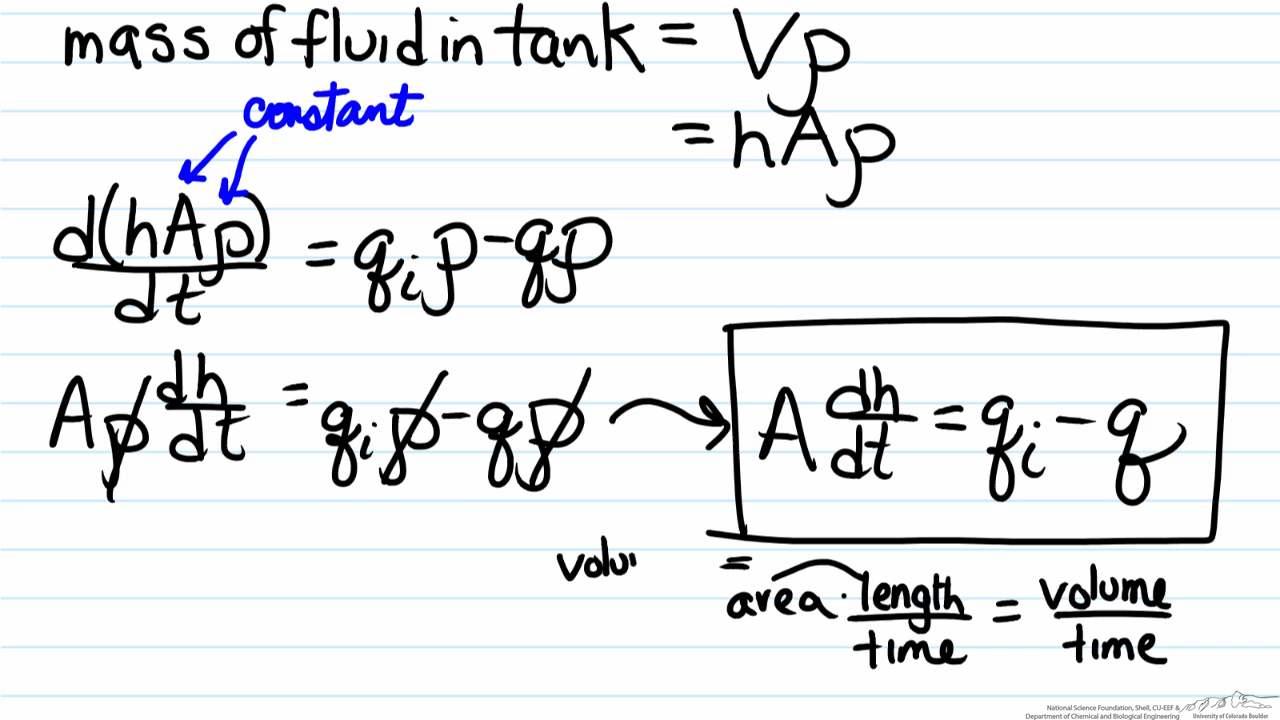 mass of fluid in tank = Vρ
constant
= hAρ
d(hAρ)/dt = qᵢρ - qρ
Aρ dh/dt = qᵢρ - qρ → A dh/dt = qᵢ - q
volu =
area · length/time = volume/time
National Science Foundation, Shell, CU-EEF &
Department of Chemical and Biological Engineering
University of Colorado Boulder